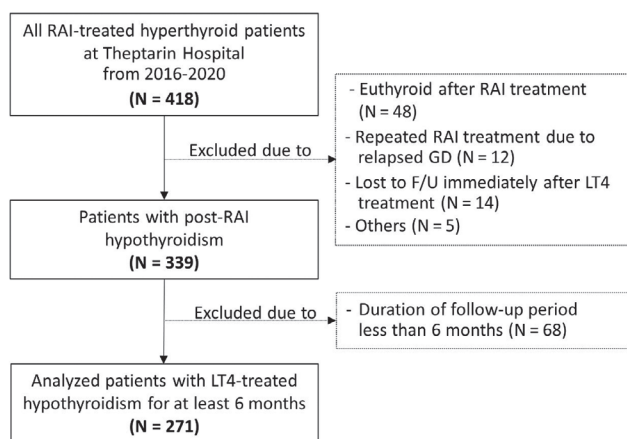 All RAI-treated hyperthyroid patients
at Theptarin Hospital
from 2016-2020
(N = 418)
Excluded due to
- Euthyroid after RAI treatment
(N = 48)
- Repeated RAI treatment due to
relapsed GD (N = 12)
- Lost to F/U immediately after LT4
treatment (N = 14)
- Others (N = 5)
Patients with post-RAI
hypothyroidism
(N = 339)
Excluded due to
- Duration of follow-up period
less than 6 months (N = 68)
Analyzed patients with LT4-treated
hypothyroidism for at least 6 months
(N = 271)